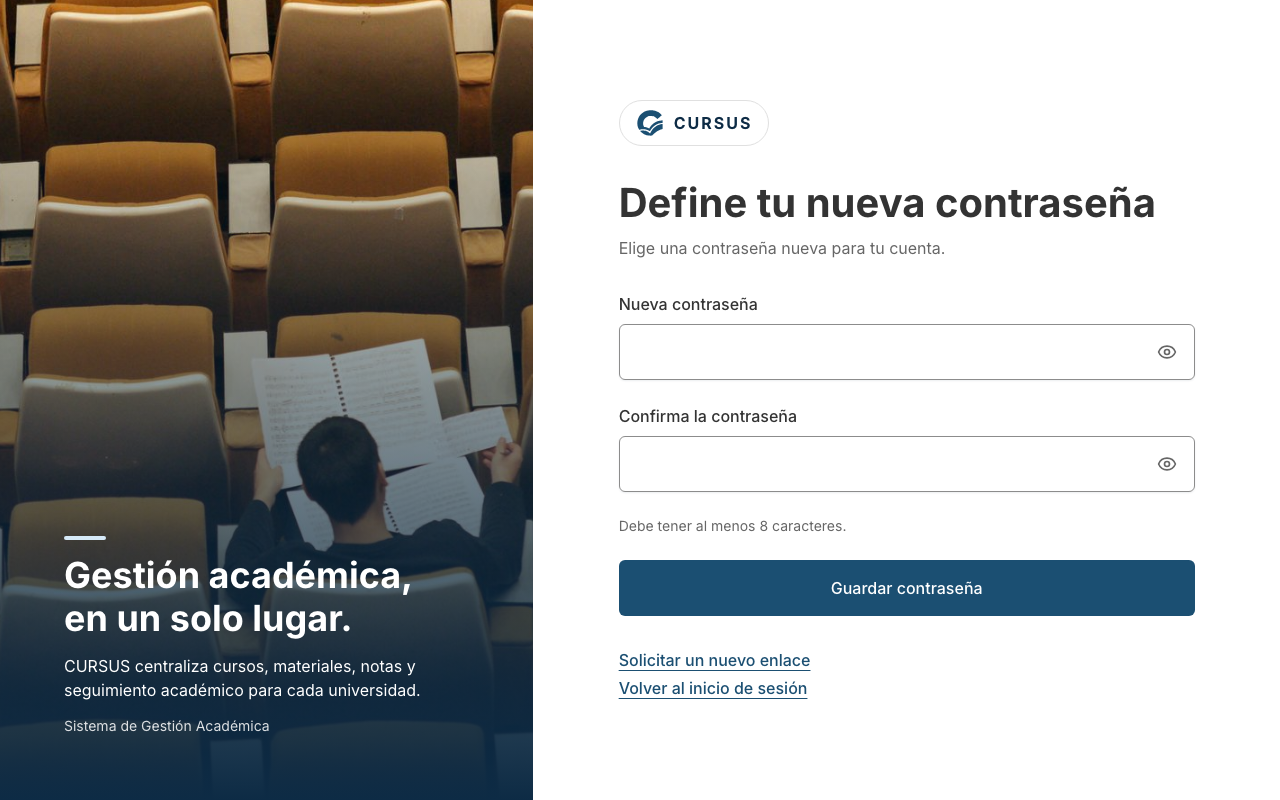 CURSUS
Define tu nueva contraseña
Elige una contraseña nueva para tu cuenta.
Nueva contraseña
Confirma la contraseña
Debe tener al menos 8 caracteres.
Guardar contraseña
Solicitar un nuevo enlace
Volver al inicio de sesión
Gestión académica,
en un solo lugar.
CURSUS centraliza cursos, materiales, notas y
seguimiento académico para cada universidad.
Sistema de Gestión Académica